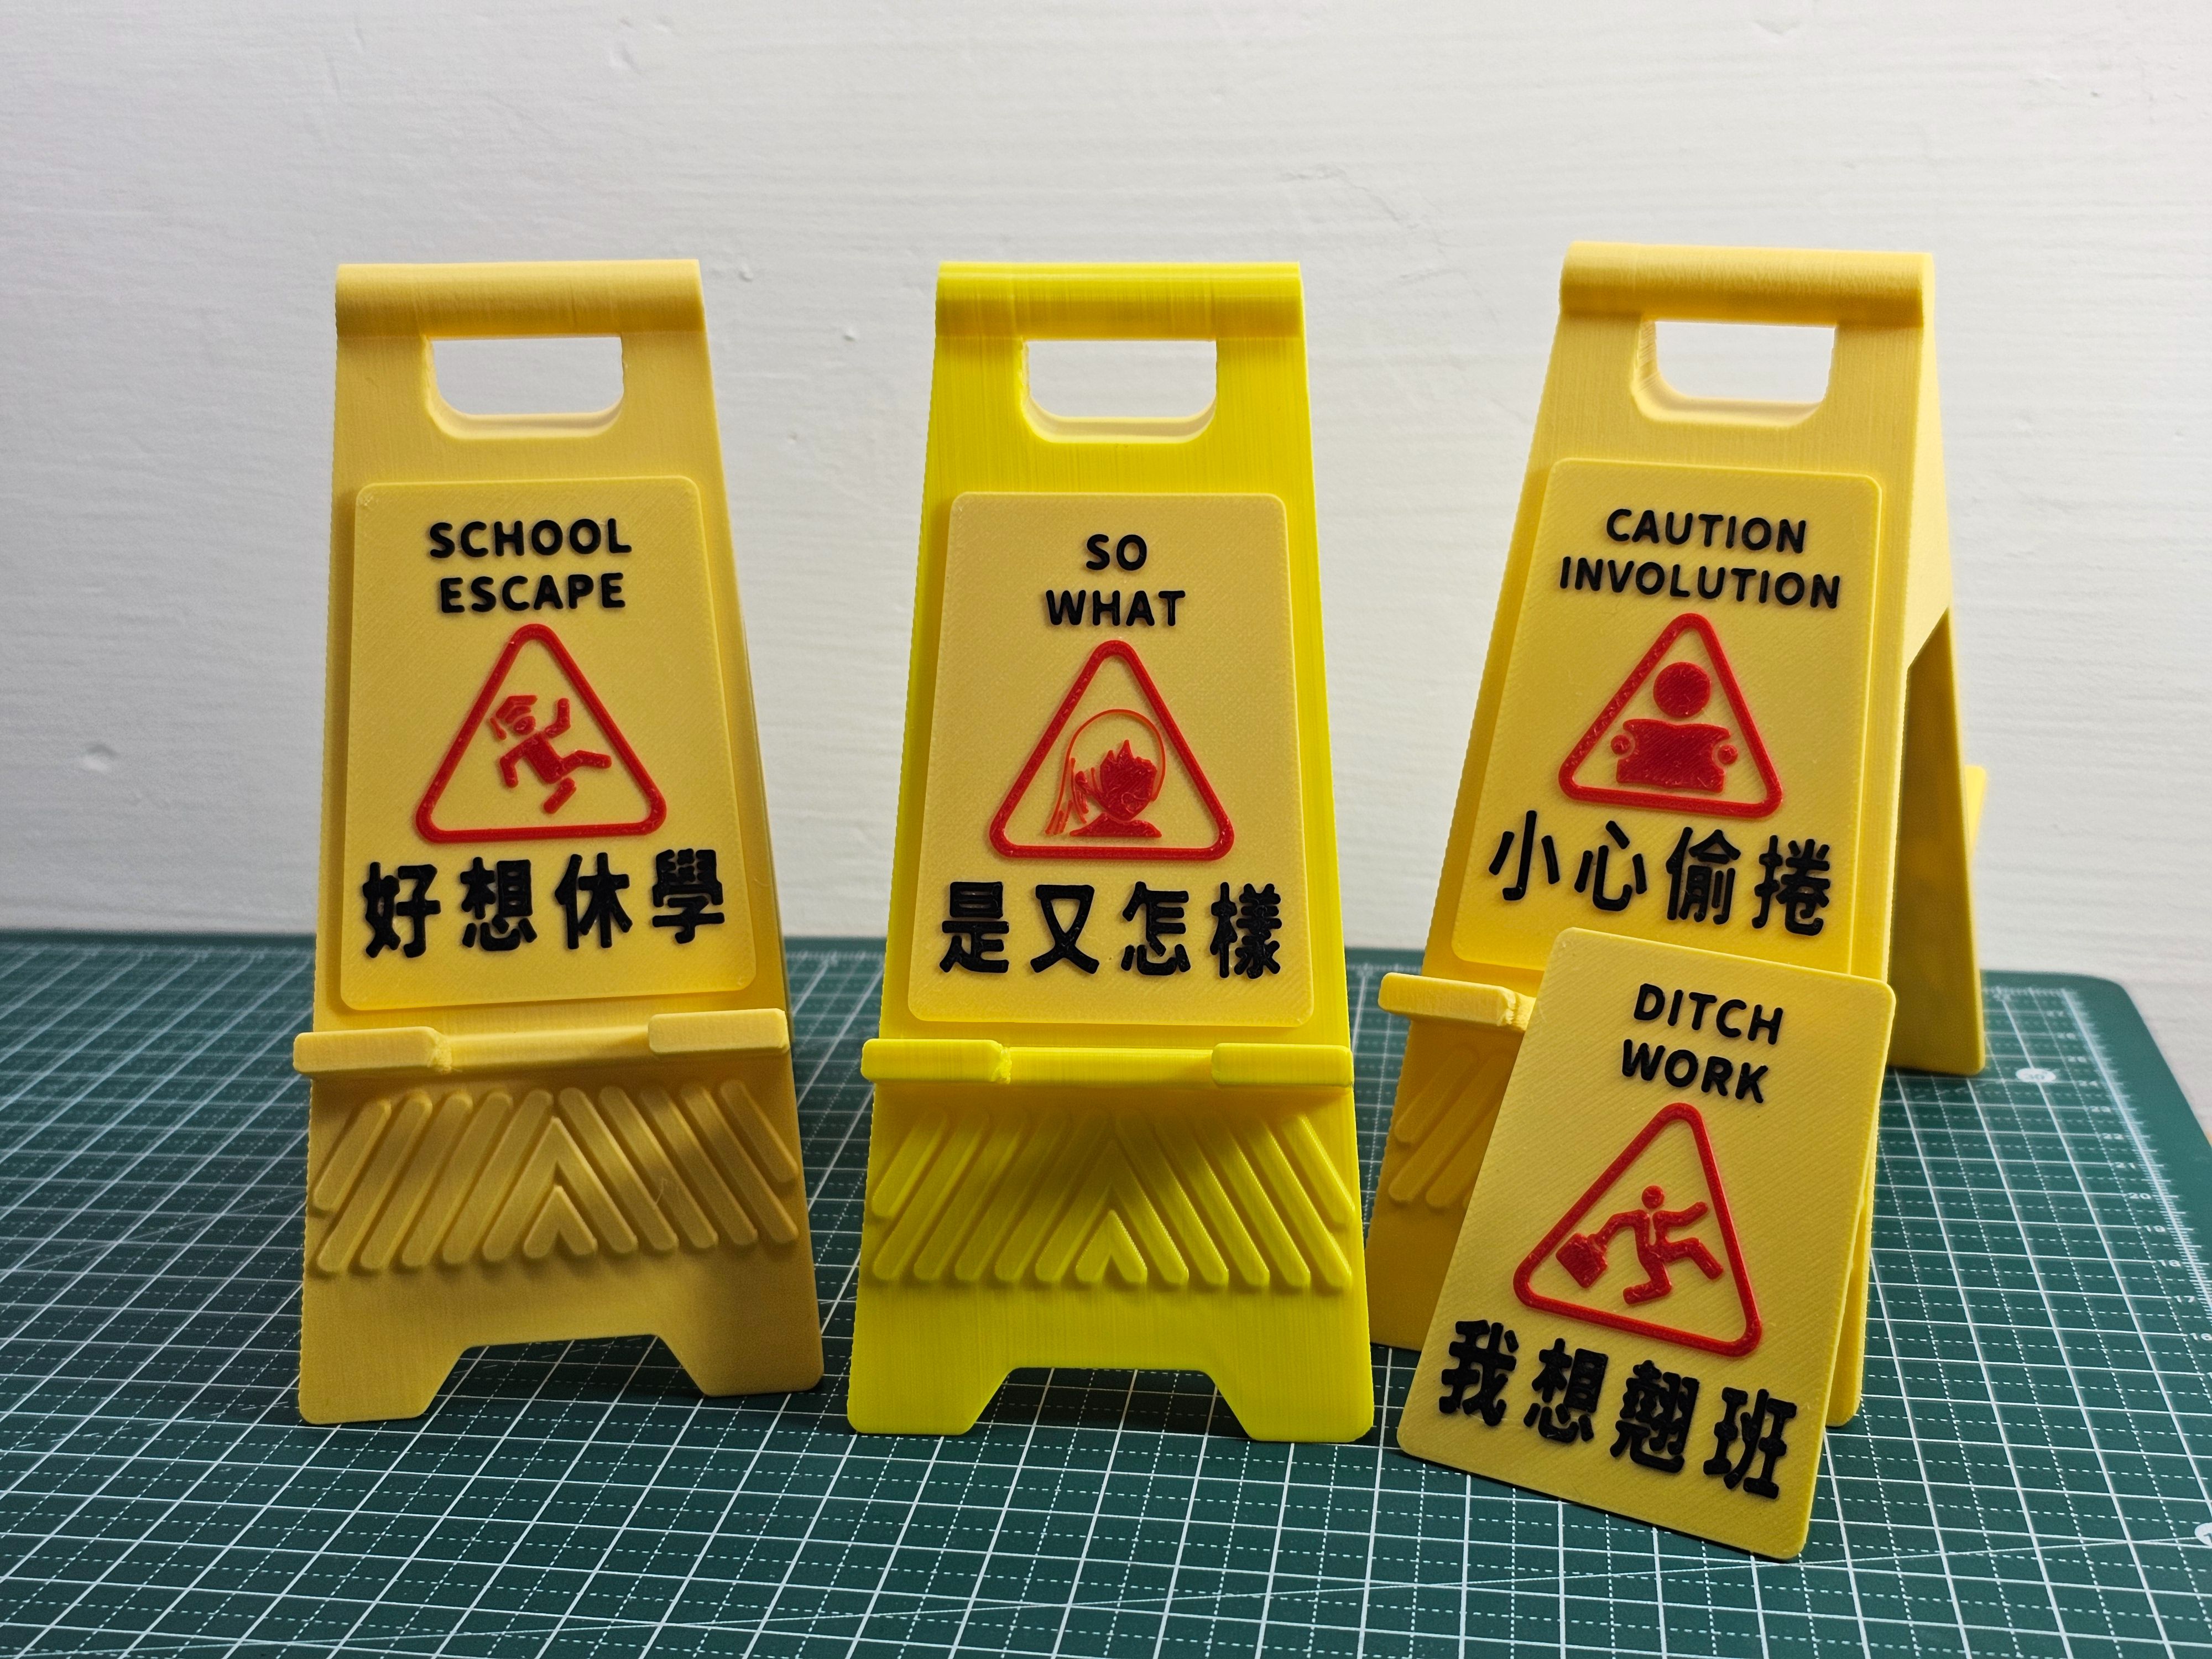 SCHOOL
ESCAPE
好想休學
SO
WHAT
是又怎樣
CAUTION
INVOLUTION
小心偷捲
DITCH
WORK
我想翹班